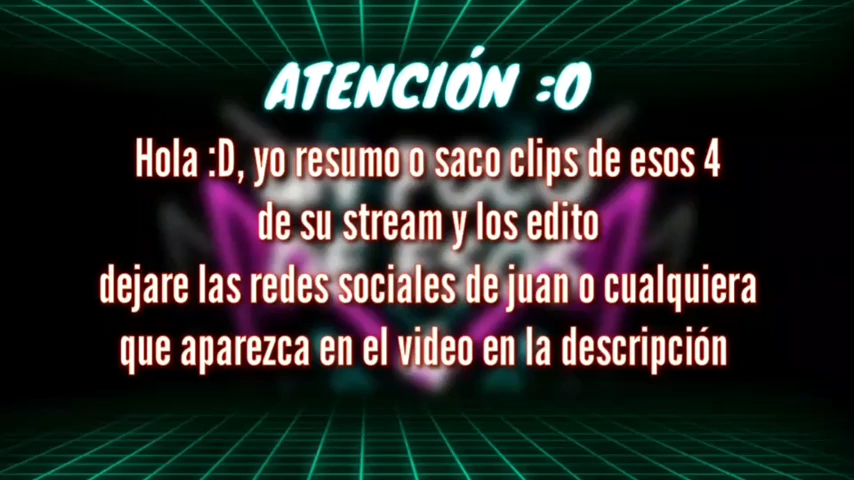 ATENCIÓN :O
Hola :D, yo resumo o saco clips de esos 4
de su stream y los edito
dejare las redes sociales de juan o cualquiera
que aparezca en el video en la descripción